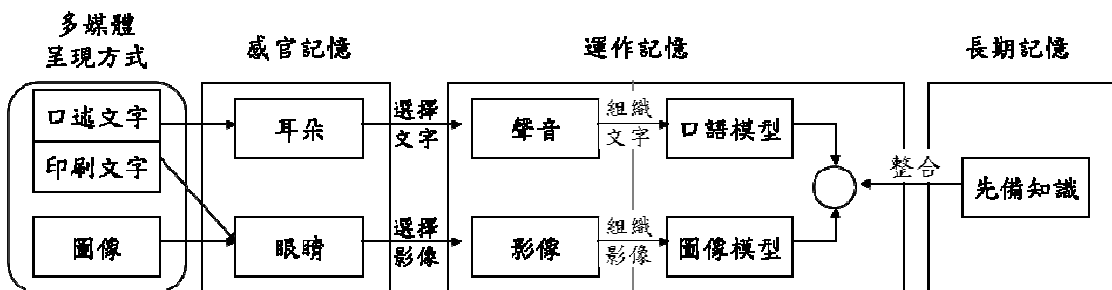 多媒體
呈現方式
感官記憶
運作記憶
長期記憶
口述文字
印刷文字
圖像
耳朵
眼睛
選擇
文字
選擇
影像
聲音
影像
組織
文字
組織
影像
口語模型
圖像模型
整合
先備知識